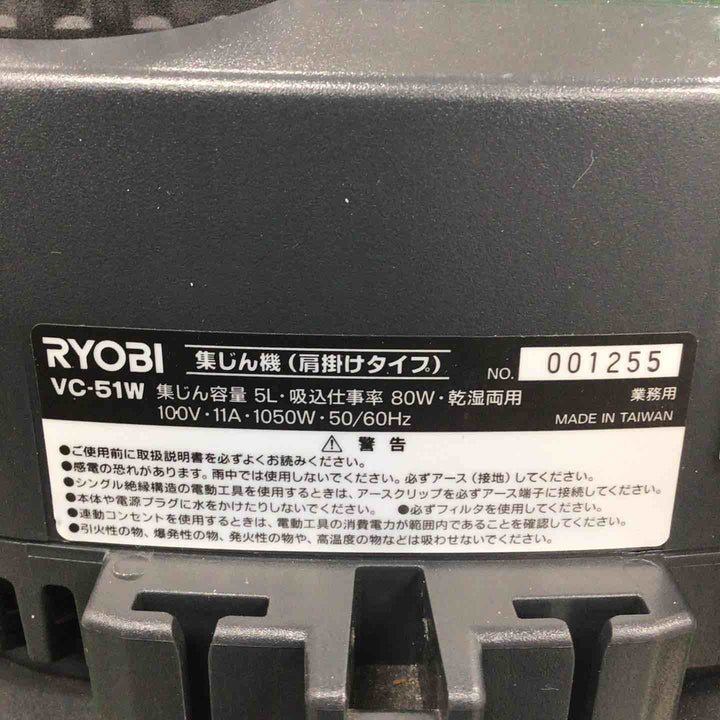 RYOBI 集じん機（肩掛けタイプ） NO. 001255
VC-51W 集じん容量 5L・吸込仕事率 80W・乾湿両用 業務用
100V・11A・1050W・50/60Hz MADE IN TAIWAN
⚠ 警告
●ご使用前に取扱説明書を必ずよくお読みください。
●感電の恐れがあります。雨中では使用しないでください。必ずアース（接地）してください。
●シングル絶縁構造の電動工具を使用するときは、アースクリップを必ずアース端子に接続してください。
●本体や電源プラグに水をかけたりしないでください。 ●必ずフィルタを使用してください。
●連動コンセントを使用するときは、電動工具の消費電力が範囲内であることを確認してください。
●引火性の物、爆発性の物、発火性の物や、高温度の物などは吸わせないでください。